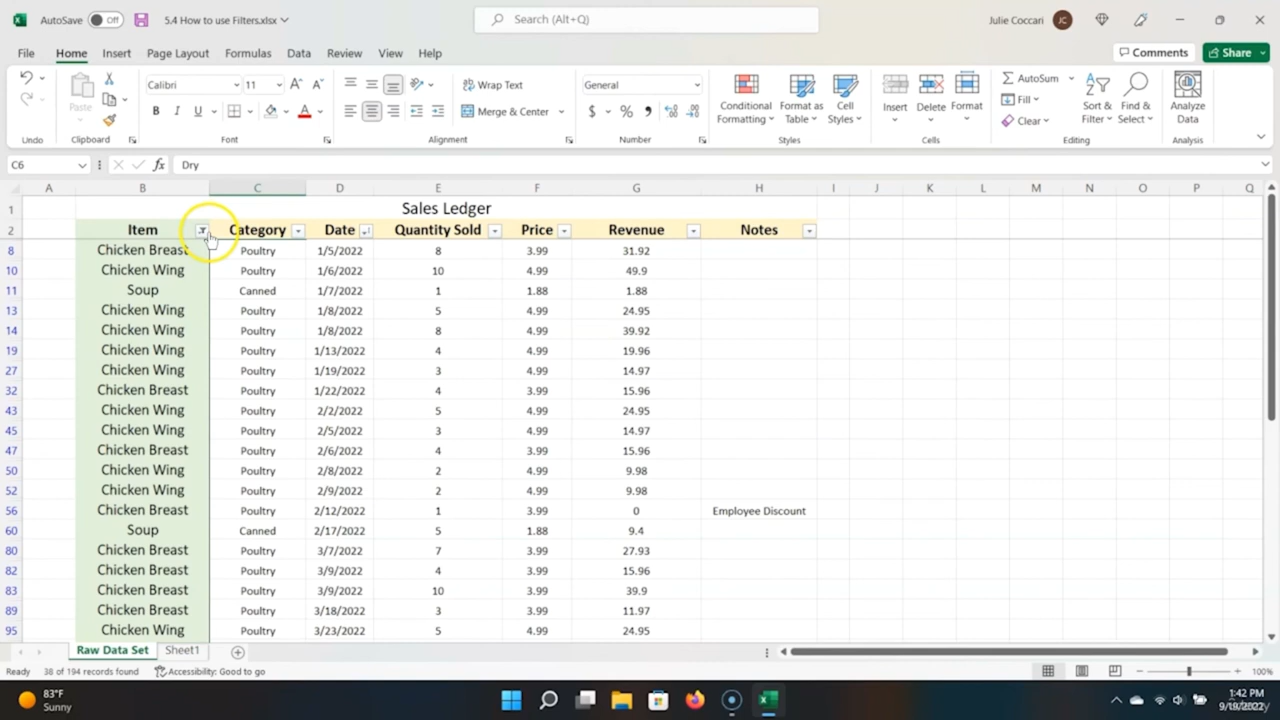 AutoSave Off 5.4 How to use Filters.xlsx Search (Alt+Q) Julie Coccari JC
File Home Insert Page Layout Formulas Data Review View Help Comments Share
Paste Calibri 11 Wrap Text General Conditional Formatting Format as Table Cell Styles Insert Delete Format AutoSum Sort & Filter Find & Select Analyze Data
B I U Merge & Center $ % Fill
Clear
Undo Clipboard Font Alignment Number Styles Cells Editing Analysis
C6 fx Dry
A B C D E F G H I J K L M N O P Q
1 Sales Ledger
2 Item Category Date Quantity Sold Price Revenue Notes
8 Chicken Breast Poultry 1/5/2022 8 3.99 31.92
10 Chicken Wing Poultry 1/6/2022 10 4.99 49.9
11 Soup Canned 1/7/2022 1 1.88 1.88
13 Chicken Wing Poultry 1/8/2022 5 4.99 24.95
14 Chicken Wing Poultry 1/8/2022 8 4.99 39.92
19 Chicken Wing Poultry 1/13/2022 4 4.99 19.96
27 Chicken Wing Poultry 1/19/2022 3 4.99 14.97
32 Chicken Breast Poultry 1/22/2022 4 3.99 15.96
43 Chicken Wing Poultry 2/2/2022 5 4.99 24.95
45 Chicken Wing Poultry 2/5/2022 3 4.99 14.97
47 Chicken Breast Poultry 2/6/2022 4 3.99 15.96
50 Chicken Wing Poultry 2/8/2022 2 4.99 9.98
52 Chicken Wing Poultry 2/9/2022 2 4.99 9.98
56 Chicken Breast Poultry 2/12/2022 1 3.99 0 Employee Discount
60 Soup Canned 2/17/2022 5 1.88 9.4
80 Chicken Breast Poultry 3/7/2022 7 3.99 27.93
82 Chicken Breast Poultry 3/9/2022 4 3.99 15.96
83 Chicken Breast Poultry 3/9/2022 10 3.99 39.9
89 Chicken Breast Poultry 3/18/2022 3 3.99 11.97
95 Chicken Wing Poultry 3/23/2022 5 4.99 24.95
Raw Data Set Sheet1
Ready 38 of 194 records found Accessibility: Good to go 100%
83°F 1:42 PM
Sunny 9/19/2022